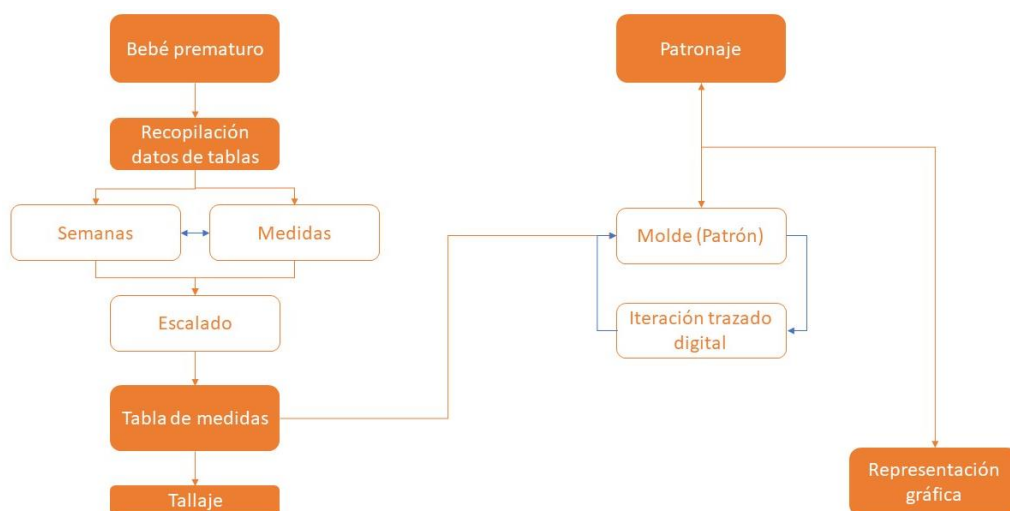 Bebé prematuro
Recopilación
datos de tablas
Semanas
Medidas
Escalado
Tabla de medidas
Tallaje
Patronaje
Molde (Patrón)
Iteración trazado
digital
Representación
gráfica